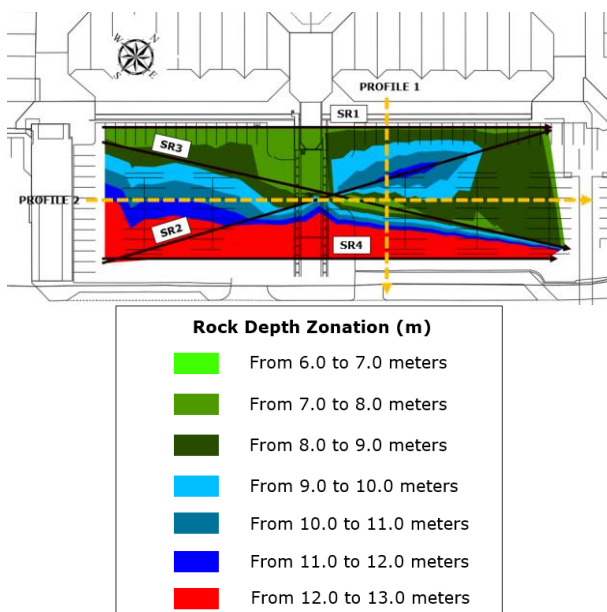 W N
S E
PROFILE 1
SR1
SR3
PROFILE 2
SR2
SR4
Rock Depth Zonation (m)
From 6.0 to 7.0 meters
From 7.0 to 8.0 meters
From 8.0 to 9.0 meters
From 9.0 to 10.0 meters
From 10.0 to 11.0 meters
From 11.0 to 12.0 meters
From 12.0 to 13.0 meters